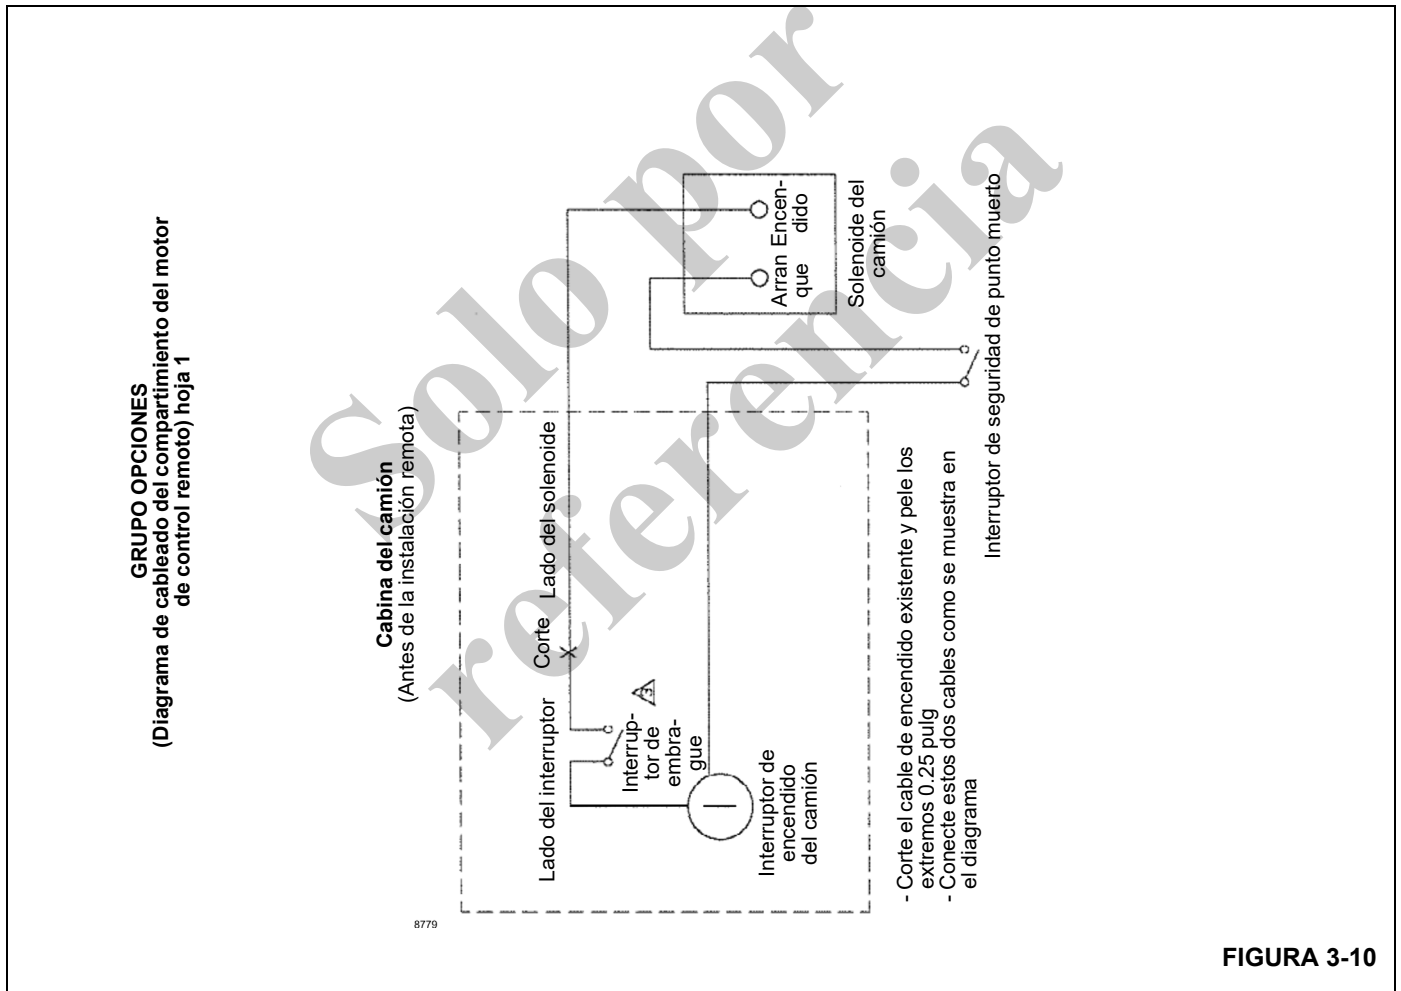 GRUPO OPCIONES
(Diagrama de cableado del compartimiento del motor
de control remoto) hoja 1
Cabina del camión
(Antes de la instalación remota)
Lado del interruptor
Corte
Lado del solenoide
3
Interrup-
tor de
embra-
gue
Interruptor de
encendido
del camión
Arran
que
Encen-
dido
Solenoide del
camión
Interruptor de seguridad de punto muerto
- Corte el cable de encendido existente y pele los
extremos 0.25 pulg
- Conecte estos dos cables como se muestra en
el diagrama
Solo por
referencia
8779
FIGURA 3-10